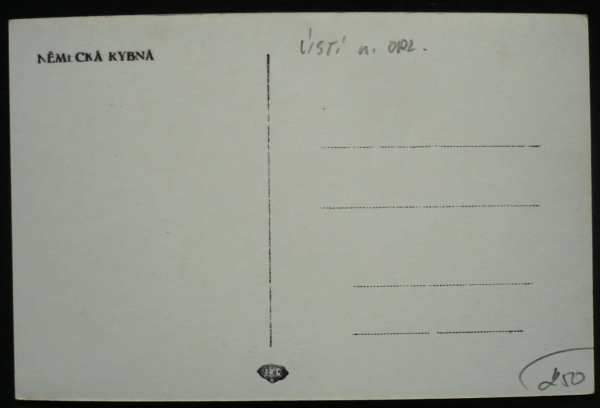 NĚMECKÁ RYBNÁ
ÚSTÍ n. ORL.
250